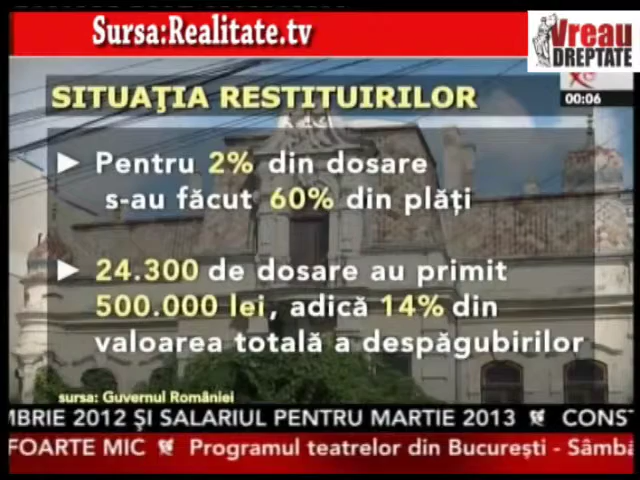 Sursa:Realitate.tv
Vreau
DREPTATE
00:06
SITUAŢIA RESTITUIRILOR
► Pentru 2% din dosare
s-au făcut 60% din plăţi
► 24.300 de dosare au primit
500.000 lei, adică 14% din
valoarea totală a despăgubirilor
sursa: Guvernul României
MBRIE 2012 ŞI SALARIUL PENTRU MARTIE 2013 CONS
FOARTE MIC Programul teatrelor din Bucureşti - Sâmbă